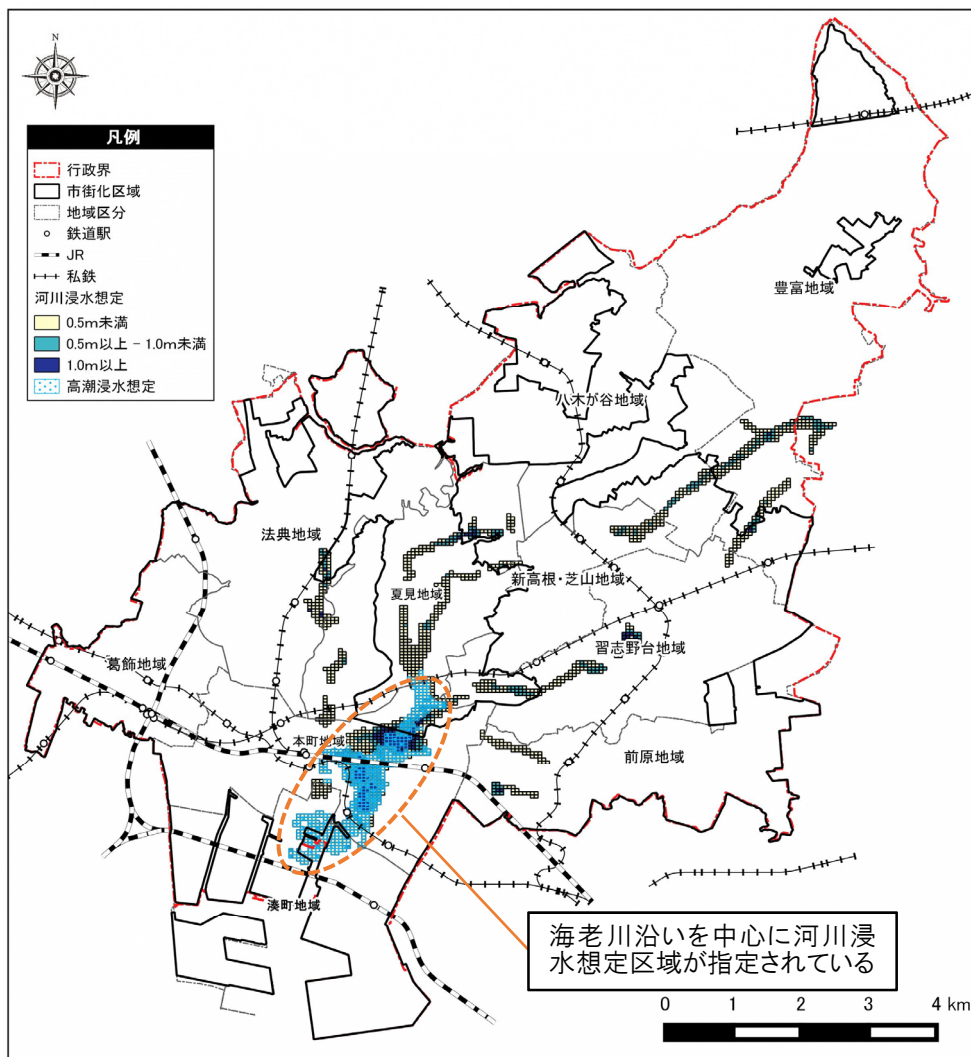 N
凡例
行政界
市街化区域
地域区分
鉄道駅
JR
私鉄
河川浸水想定
0.5m未満
0.5m以上 − 1.0m未満
1.0m以上
高潮浸水想定
豊富地域
八木が谷地域
法典地域
新高根・芝山地域
夏見地域
習志野台地域
葛飾地域
本町地域
前原地域
湊町地域
海老川沿いを中心に河川浸
水想定区域が指定されている
0 1 2 3 4 km